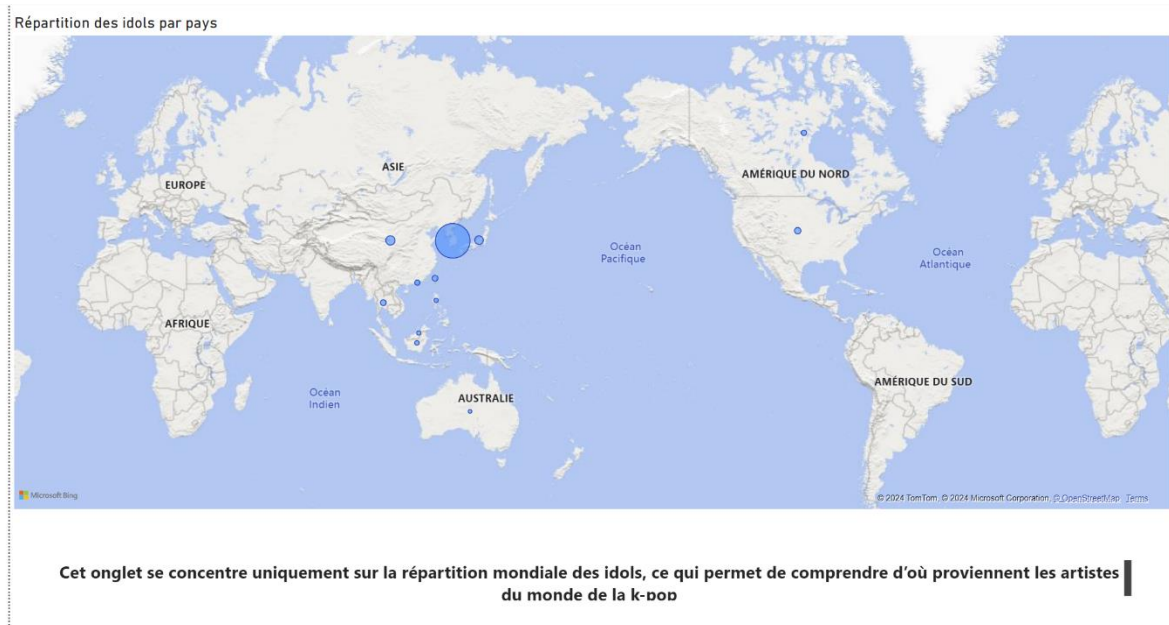 Répartition des idols par pays
ASIE
EUROPE
AMÉRIQUE DU NORD
Océan
Pacifique
Océan
Atlantique
AFRIQUE
AMÉRIQUE DU SUD
Océan
Indien
AUSTRALIE
Microsoft Bing
© 2024 TomTom, © 2024 Microsoft Corporation, © OpenStreetMap Terms
Cet onglet se concentre uniquement sur la répartition mondiale des idols, ce qui permet de comprendre d'où proviennent les artistes
du monde de la k-pop